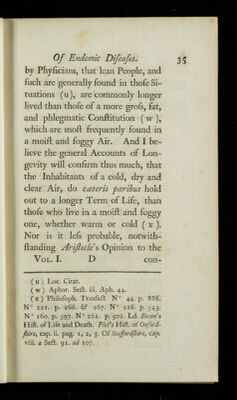 Of Endemic Diſeaſes. 35
by Phyſicians, that lean People, and
ſuch are generally found in thoſe Si-
tuations (u), are commonly longer
lived than thoſe of a more groſs, fat,
and phlegmatic Conſtitution (w),
which are moſt frequently found in
a moiſt and foggy Air. And I be-
lieve the general Accounts of Lon-
gevity will confirm thus much, that
the Inhabitants of a cold, dry and
clear Air, do cæteris paribus hold
out to a longer Term of Life, than
thoſe who live in a moiſt and foggy
one, whether warm or cold (x).
Nor is it leſs probable, notwith-
ſtanding Ariſtotle's Opinion to the
VOL. I. D con-
(u) Loc. Citat.
(w) Aphor. Sect. iii. Aph. 44.
(x) Philoſoph. Tranſact N° 44. p. 886.
N° 221. p. 266. & 267. N° 228. p. 543.
N° 160. p. 597. N° 261. p. 502. Ld. Bacon's
Hiſt. of Life and Death. Plot's Hiſt. of Oxford-
ſhire, cap. ii. pag. 1, 2, 3. Of Staffordſhire, cap.
viii. a Sect. 91. ad 107.